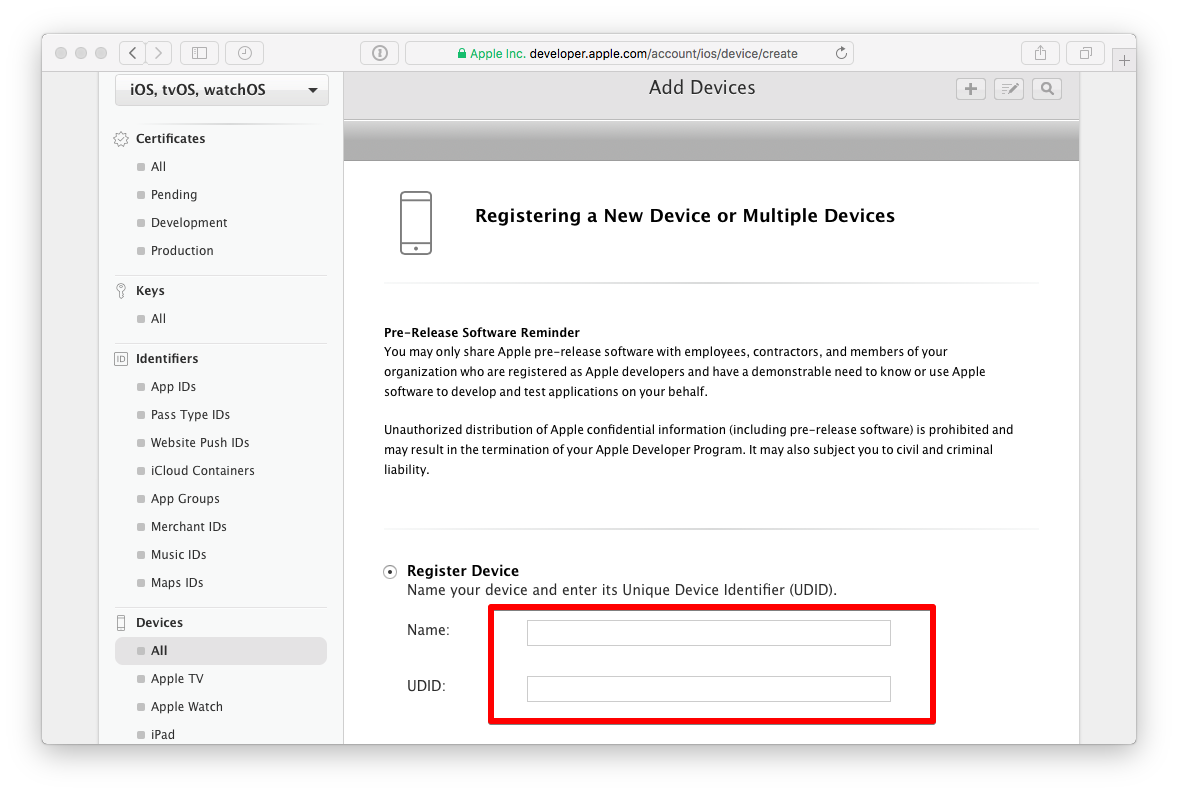 Apple Inc. developer.apple.com/account/ios/device/create
iOS, tvOS, watchOS
Add Devices
Certificates
All
Pending
Development
Production
Keys
All
ID Identifiers
App IDs
Pass Type IDs
Website Push IDs
iCloud Containers
App Groups
Merchant IDs
Music IDs
Maps IDs
Devices
All
Apple TV
Apple Watch
iPad
Registering a New Device or Multiple Devices
Pre-Release Software Reminder
You may only share Apple pre-release software with employees, contractors, and members of your
organization who are registered as Apple developers and have a demonstrable need to know or use Apple
software to develop and test applications on your behalf.
Unauthorized distribution of Apple confidential information (including pre-release software) is prohibited and
may result in the termination of your Apple Developer Program. It may also subject you to civil and criminal
liability.
Register Device
Name your device and enter its Unique Device Identifier (UDID).
Name:
UDID: